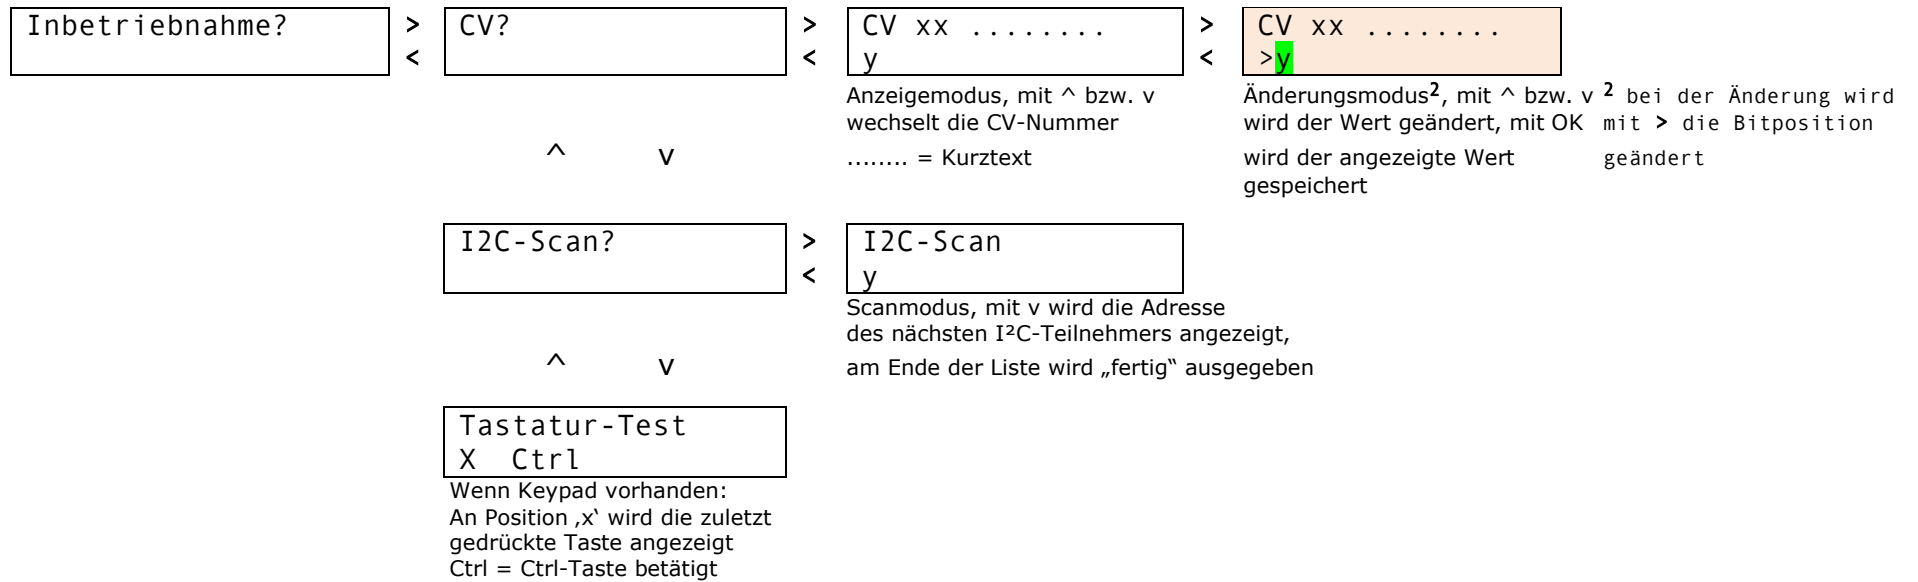 Inbetriebnahme? > CV? > CV xx ........ > CV xx ........
< < y < >y
Anzeigemodus, mit ^ bzw. v
wechselt die CV-Nummer
........ = Kurztext
Änderungsmodus², mit ^ bzw. v
wird der Wert geändert, mit OK
wird der angezeigte Wert
gespeichert
² bei der Änderung wird
mit > die Bitposition
geändert
^ v
I2C-Scan? > I2C-Scan
< y
Scanmodus, mit v wird die Adresse
des nächsten I²C-Teilnehmers angezeigt,
am Ende der Liste wird „fertig“ ausgegeben
^ v
Tastatur-Test
X Ctrl
Wenn Keypad vorhanden:
An Position ‚x‘ wird die zuletzt
gedrückte Taste angezeigt
Ctrl = Ctrl-Taste betätigt